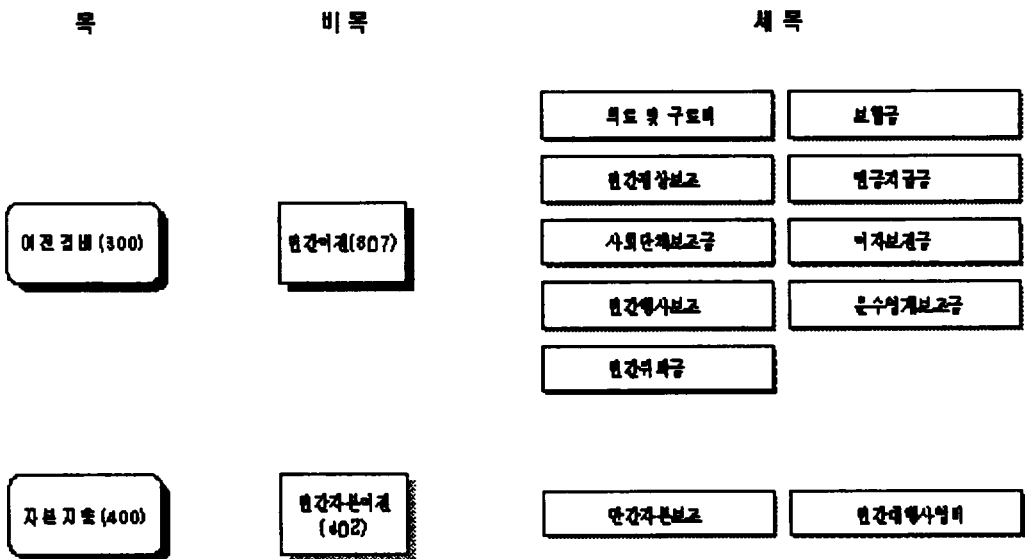 목 비목 세목
의료 및 구료비 보험금
민간경상보조 연금지급금
이전경비(300) 민간이전(307) 사회단체보조금 이차보전금
민간행사보조 운수업계보조금
민간위탁금
자본지출(400) 민간자본이전
(402) 민간자본보조 민간대행사업비